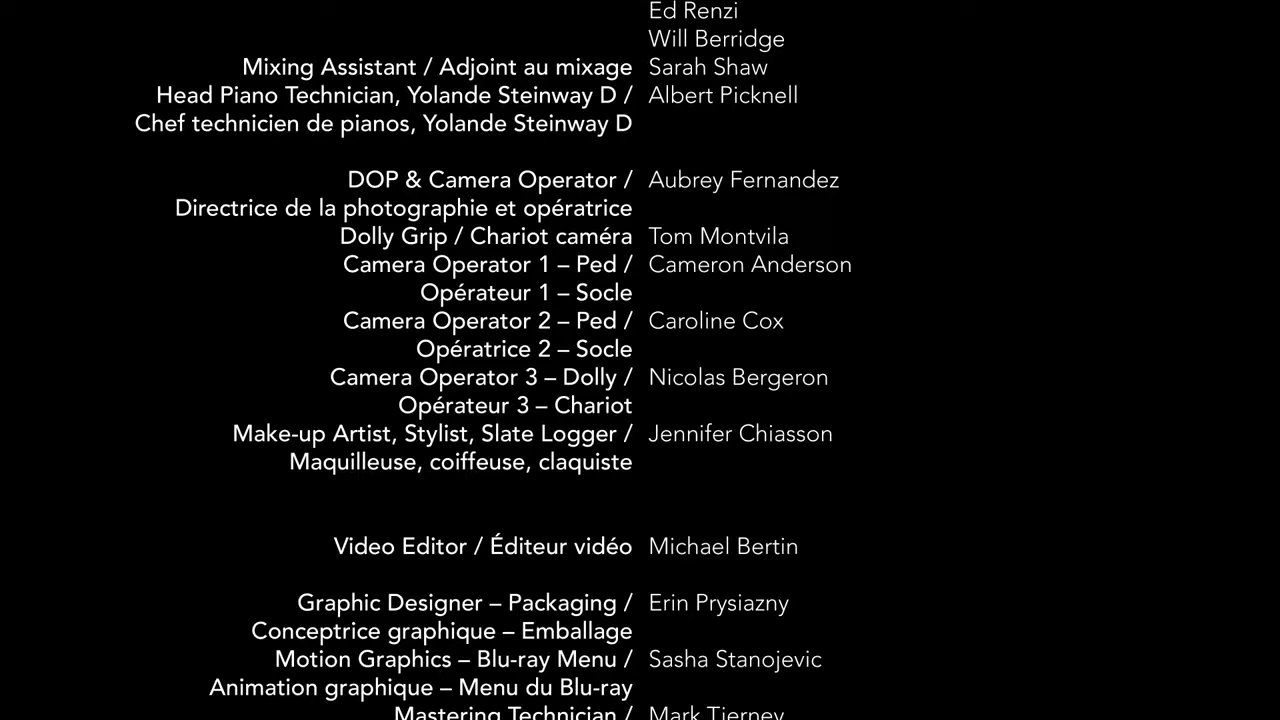 Ed Renzi
Will Berridge
Mixing Assistant / Adjoint au mixage Sarah Shaw
Head Piano Technician, Yolande Steinway D / Albert Picknell
Chef technicien de pianos, Yolande Steinway D
DOP & Camera Operator / Aubrey Fernandez
Directrice de la photographie et opératrice
Dolly Grip / Chariot caméra Tom Montvila
Camera Operator 1 – Ped / Cameron Anderson
Opérateur 1 – Socle
Camera Operator 2 – Ped / Caroline Cox
Opératrice 2 – Socle
Camera Operator 3 – Dolly / Nicolas Bergeron
Opérateur 3 – Chariot
Make-up Artist, Stylist, Slate Logger / Jennifer Chiasson
Maquilleuse, coiffeuse, claquiste
Video Editor / Éditeur vidéo Michael Bertin
Graphic Designer – Packaging / Erin Prysiazny
Conceptrice graphique – Emballage
Motion Graphics – Blu-ray Menu / Sasha Stanojevic
Animation graphique – Menu du Blu-ray
Mastering Technician / Mark Tierney